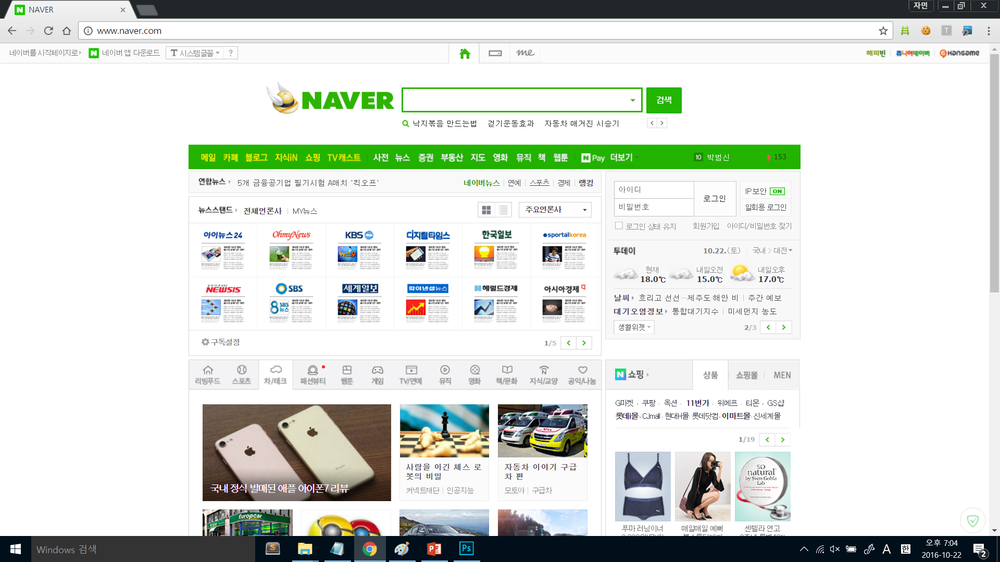 NAVER
자민
www.naver.com
네이버를 시작페이지로
N 네이버 앱 다운로드
T 시스템글꼴
?
me
해피빈
쥬니어네이버
HANGAME
NAVER
검색
낙지볶음 만드는법 걷기운동효과 자동차 매거진 시승기
메일 카페 블로그 지식iN 쇼핑 TV캐스트 사전 뉴스 증권 부동산 지도 영화 뮤직 책 웹툰 N Pay 더보기
10 박범신 153
연합뉴스 5개 금융공기업 필기시험 A매치 '킥오프'
네이버뉴스 연예 스포츠 경제 랭킹
뉴스스탠드 전체언론사 MY뉴스
주요언론사
아이뉴스24 OhmyNews KBS 디지털타임스 한국일보 sportalkorea
뉴스9
NEWSIS SBS 세계일보 파이낸셜뉴스 헤럴드경제 아시아경제
8 SBS 뉴스
구독설정
1/5
아이디
비밀번호
로그인
IP보안 ON
일회용 로그인
로그인 상태 유지 회원가입 아이디/비밀번호 찾기
투데이 10.22.(토) 국내 > 대전
현재 18.0℃
내일오전 15.0℃
내일오후 17.0℃
날씨 흐리고 선선…제주도·해안 비 주간 예보
대기오염정보 통합대기지수 미세먼지 농도
생활위젯 2/3
리빙푸드 스포츠 차/테크 패션뷰티 웹툰 게임 TV/연예 뮤직 영화 책/문화 지식/교양 공익/나눔
국내 정식 발매된 애플 아이폰7 리뷰
iPhone
사람을 이긴 체스 로
봇의 비밀
커넥트재단 인공지능
자동차 이야기 구급
차 편
모토야 구급차
Europcar
N 쇼핑 상품 쇼핑몰 MEN
G마켓 · 쿠팡 · 옥션 · 11번가 · 위메프 · 티몬 · GS샵
롯데i몰 · CJmall · 현대H몰 · 롯데닷컴 · 이마트몰 · 신세계몰
1/19
so
natural
by Sven Gohla
Lab
푸마 러닝이너
매일매일 예뻐
센텔라 연고
Windows 검색
S
Ps
A
한
오후 7:04
2016-10-22
2